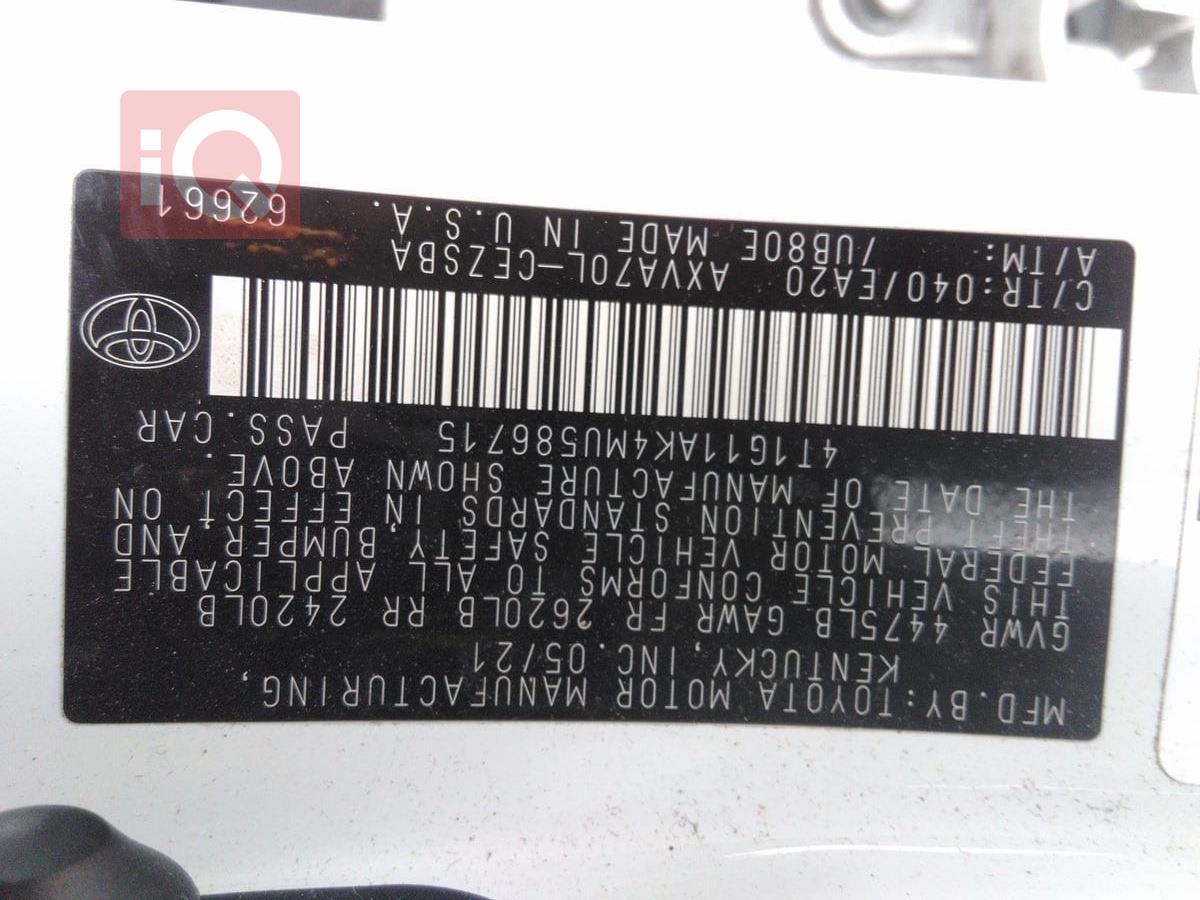 iQ
MFD. BY: TOYOTA MOTOR MANUFACTURING,
KENTUCKY, INC. 05/21
GVWR 4475LB GAWR FR 2620LB RR 2420LB
THIS VEHICLE CONFORMS TO ALL APPLICABLE
FEDERAL MOTOR VEHICLE SAFETY, BUMPER AND
THEFT PREVENTION STANDARDS IN EFFECT ON
THE DATE OF MANUFACTURE SHOWN ABOVE.
4T1G11AK4MU586715 PASS. CAR
C/TR: 040/EA20 AXVA70L-CEZSBA
A/TM: /UB80E MADE IN U.S.A. 62661